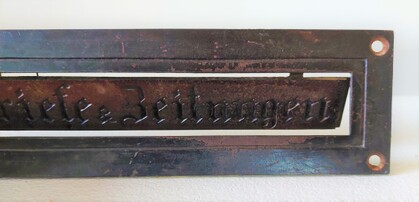 riefe & Zeitungen